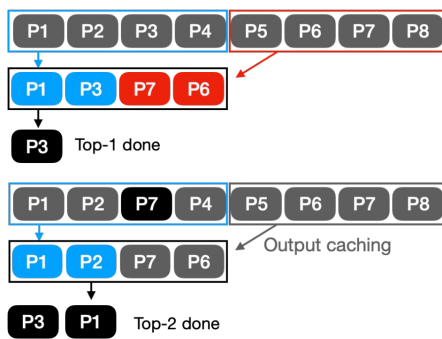 P1 P2 P3 P4 P5 P6 P7 P8
P1 P3 P7 P6
P3 Top-1 done
P1 P2 P7 P4 P5 P6 P7 P8
Output caching
P1 P2 P7 P6
P3 P1 Top-2 done